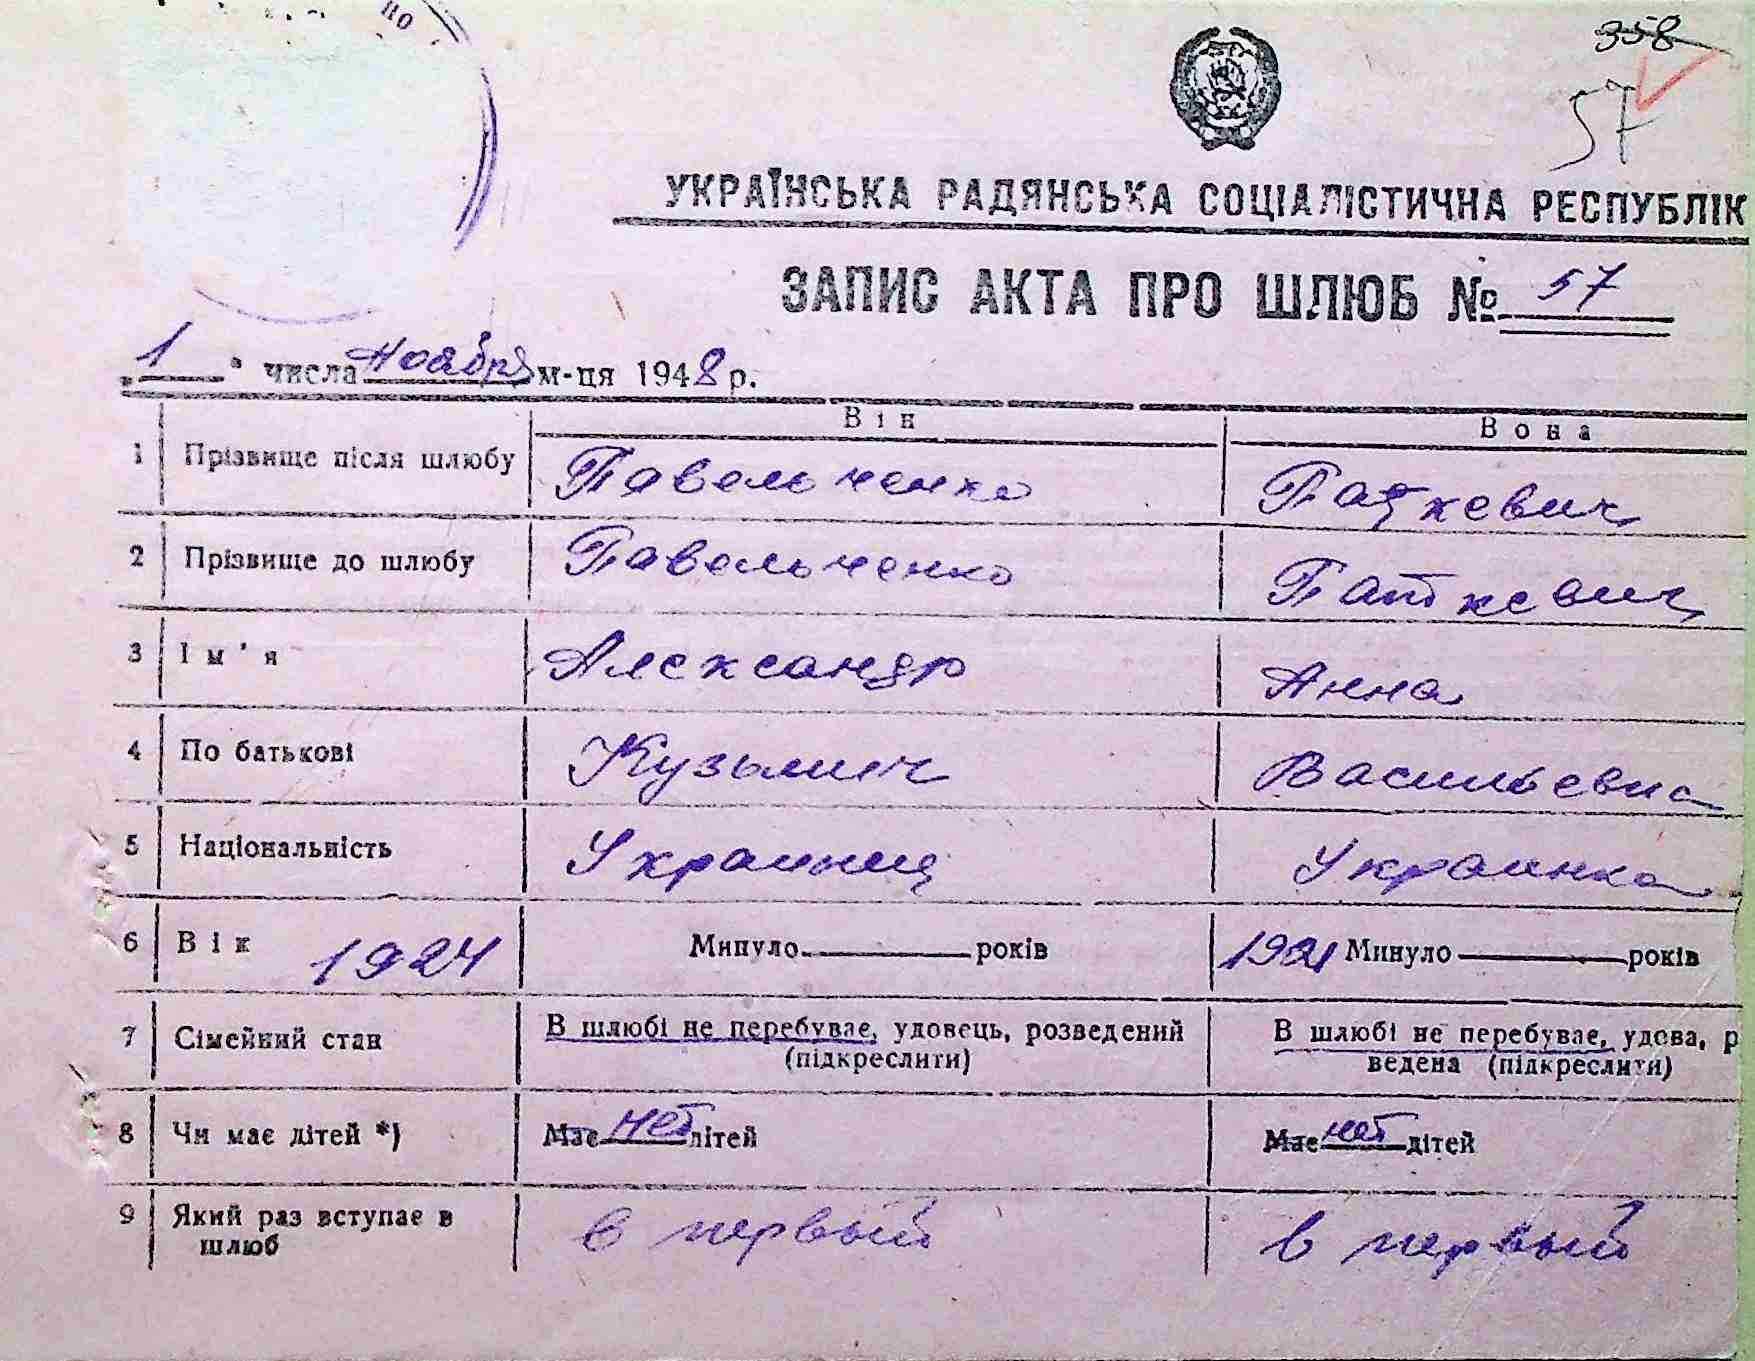 по
358
57
УКРАЇНСЬКА РАДЯНСЬКА СОЦІАЛІСТИЧНА РЕСПУБЛІК
ЗАПИС АКТА ПРО ШЛЮБ № 57
„1“ числа Ноября м-ця 1948 р.
Він Вона
1 Прізвище після шлюбу Павельченко Паткевич
2 Прізвище до шлюбу Павельченко Паткевич
3 Ім'я Александр Анна
4 По батькові Кузьмич Васильевна
5 Національність Украинец Украинка
6 Вік 1924 Минуло років 1921 Минуло років
7 Сімейний стан В шлюбі не перебуває, удовець, розведений В шлюбі не перебуває, удова, р
(підкреслити) ведена (підкреслити)
8 Чи має дітей *) Має нет дітей Має нет дітей
9 Який раз вступає в в первый в первый
шлюб